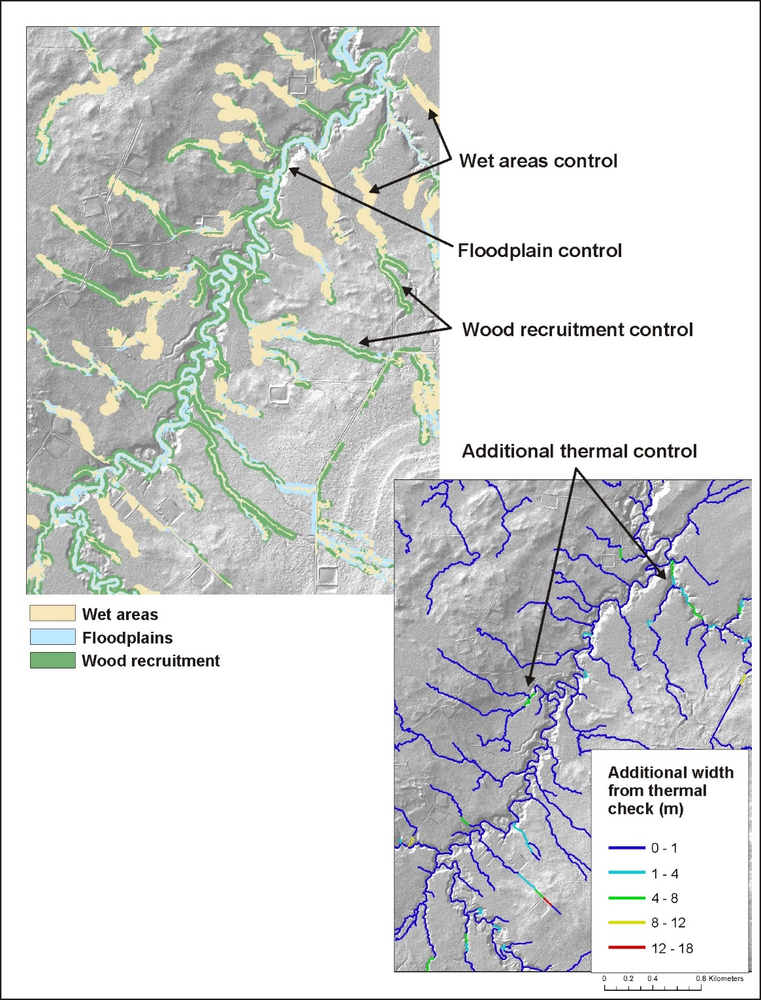 Wet areas control
Floodplain control
Wood recruitment control
Additional thermal control
Wet areas
Floodplains
Wood recruitment
Additional width
from thermal
check (m)
0 - 1
1 - 4
4 - 8
8 - 12
12 - 18
0 0.2 0.4 0.8 Kilometers